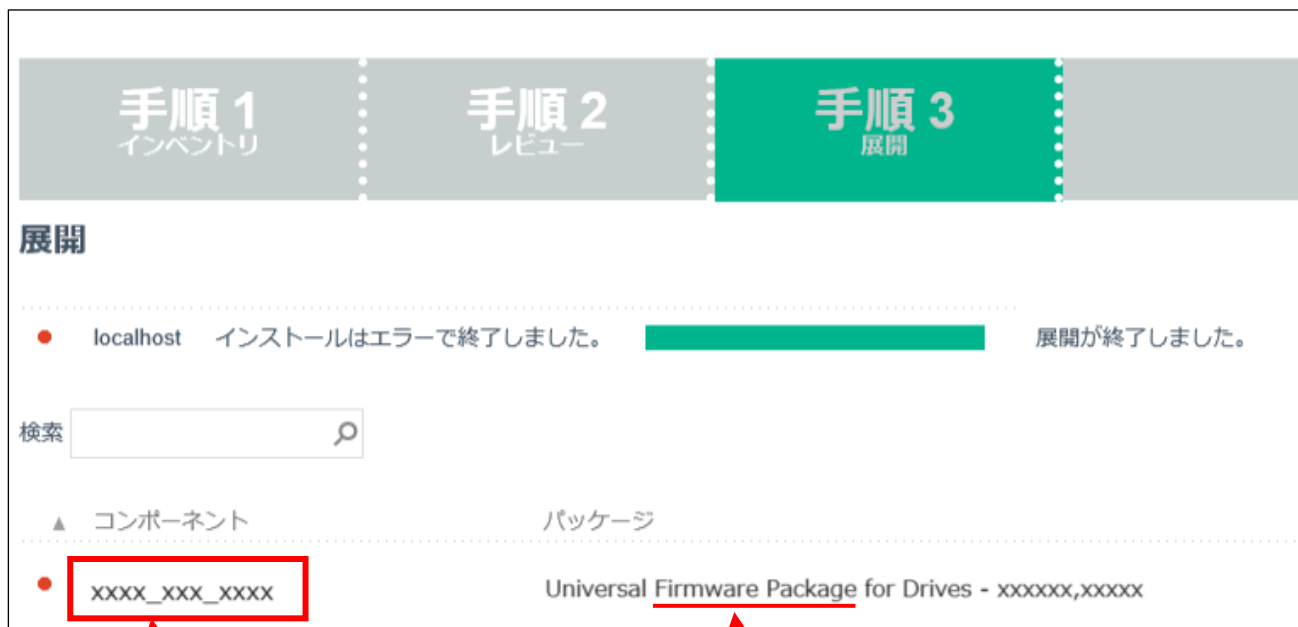 手順 1 手順 2 手順 3
インベントリ レビュー 展開
展開
localhost インストールはエラーで終了しました。 展開が終了しました。
検索
コンポーネント パッケージ
xxxx_xxx_xxxx Universal Firmware Package for Drives - xxxxxx,xxxxx